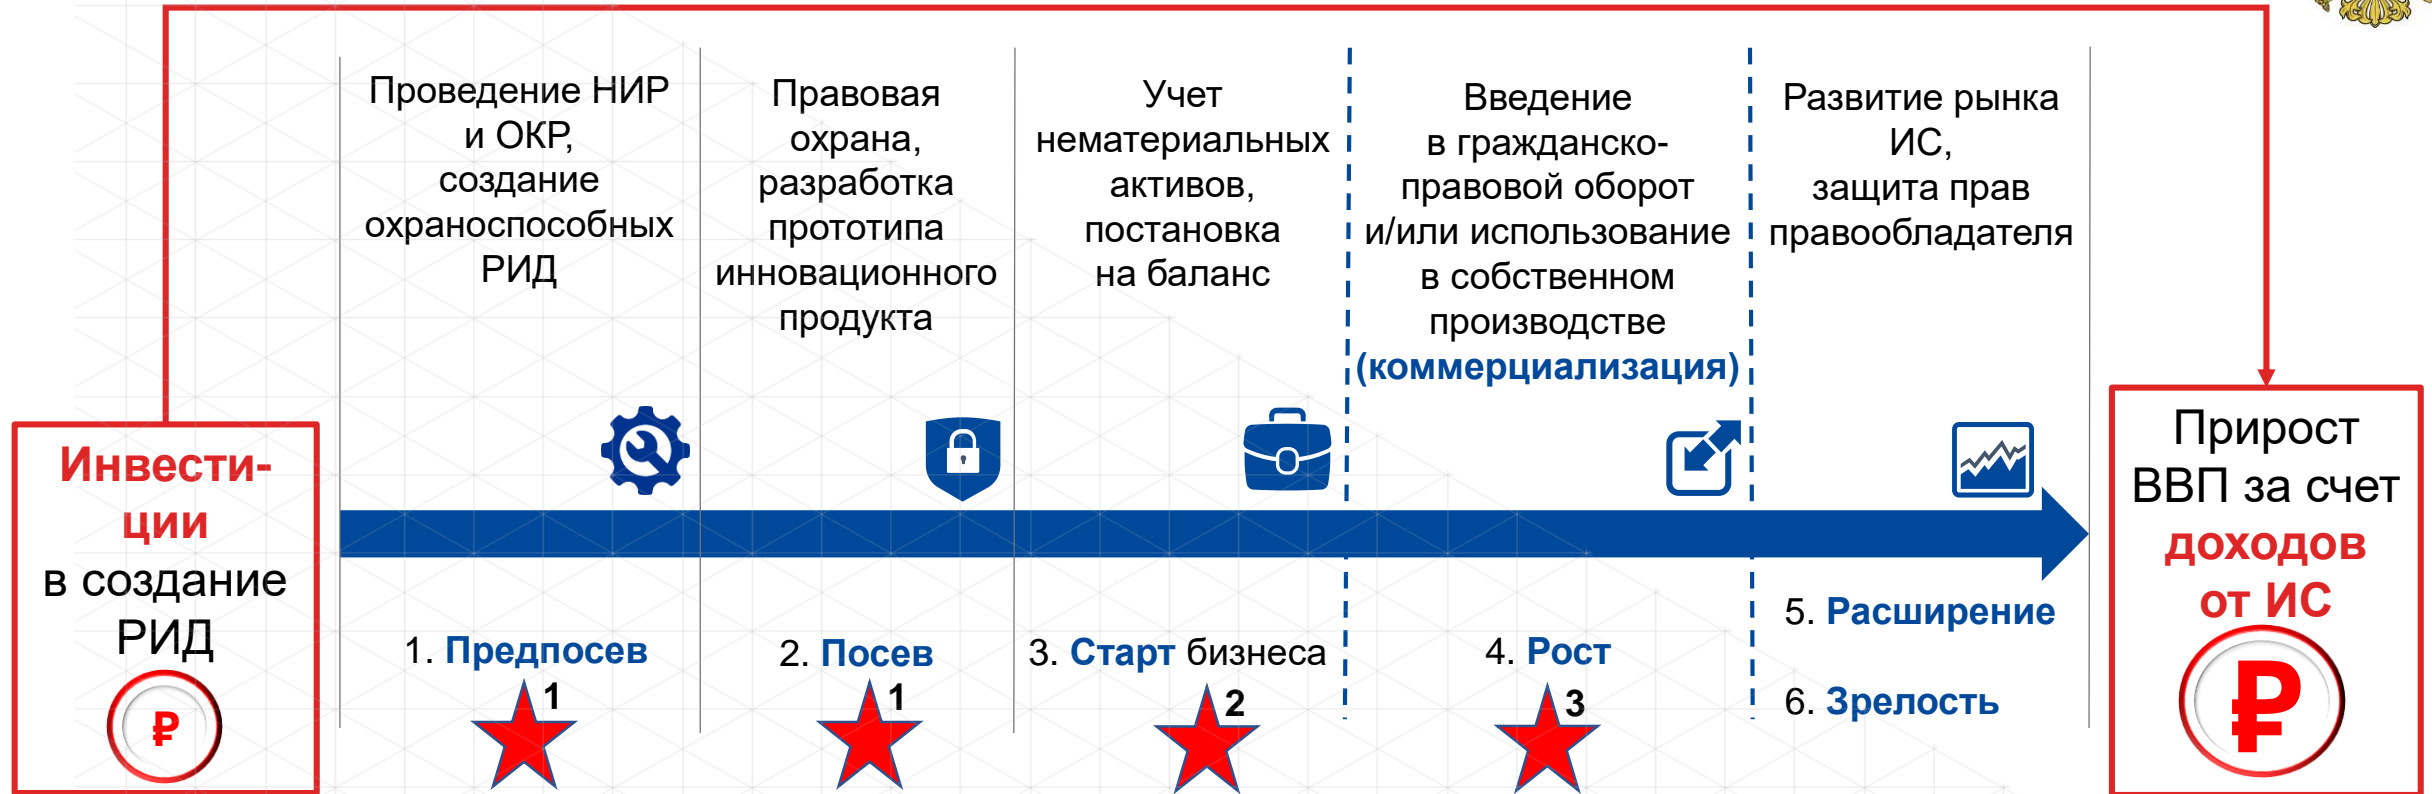 Проведение НИР
и ОКР,
создание
охраноспособных
РИД
Правовая
охрана,
разработка
прототипа
инновационного
продукта
Учет
нематериальных
активов,
постановка
на баланс
Введение
в гражданско-
правовой оборот
и/или использование
в собственном
производстве
(коммерциализация)
Развитие рынка
ИС,
защита прав
правообладателя
Инвести-
ции
в создание
РИД
₽
Прирост
ВВП за счет
доходов
от ИС
₽
1. Предпосев
1
2. Посев
1
3. Старт бизнеса
2
4. Рост
3
5. Расширение
6. Зрелость